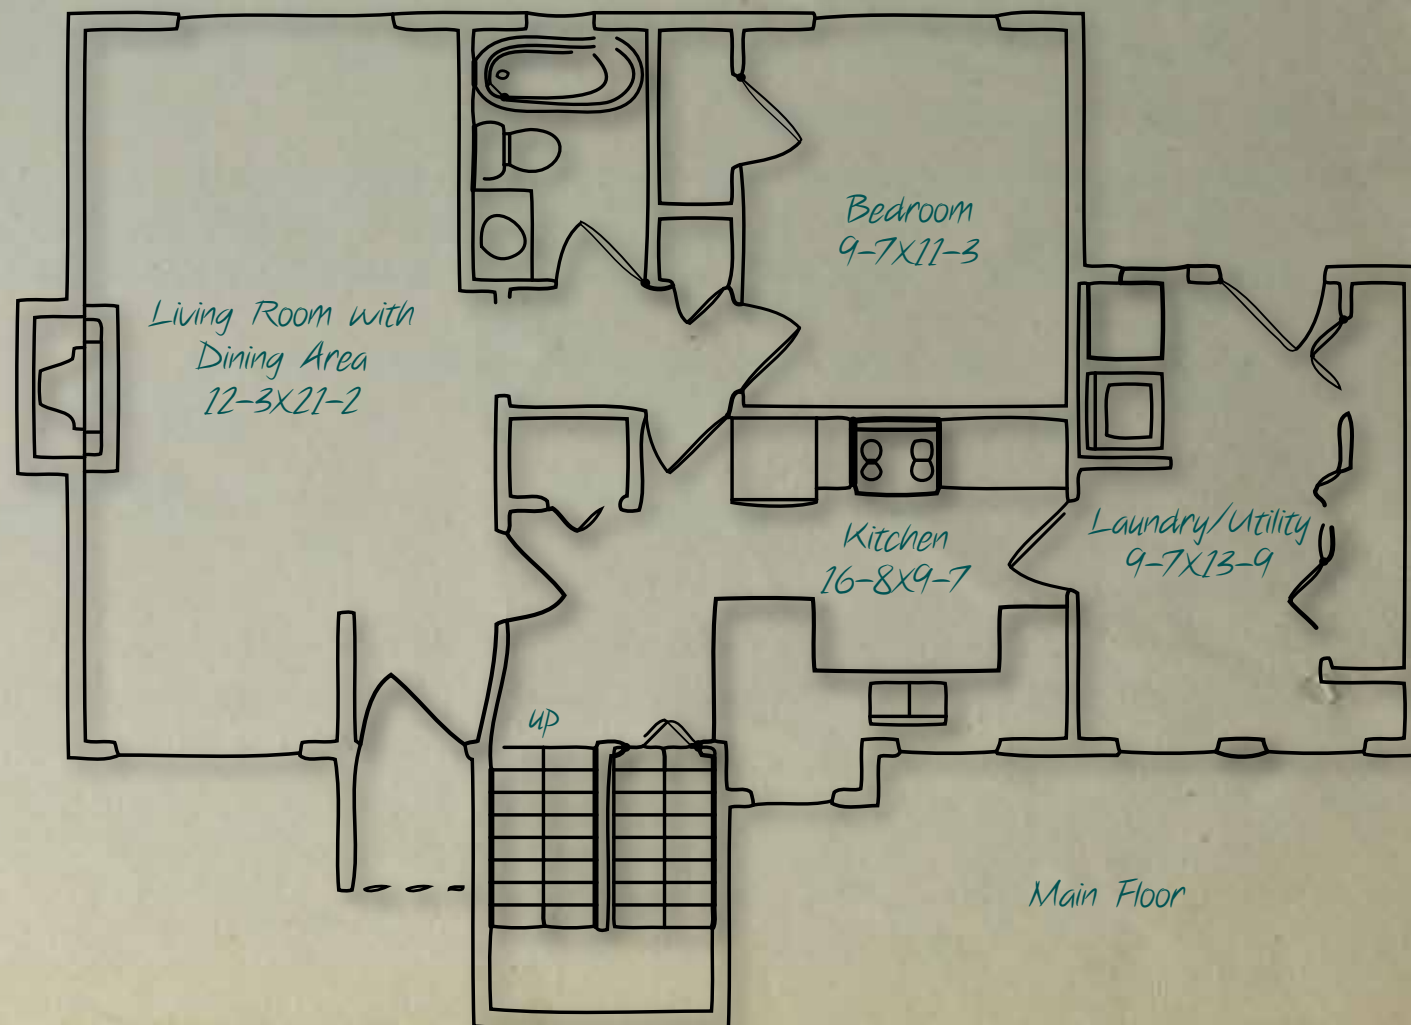 Bedroom
9-7X11-3
Living Room with
Dining Area
12-3X21-2
Kitchen
16-8X9-7
Laundry/Utility
9-7X13-9
up
Main Floor